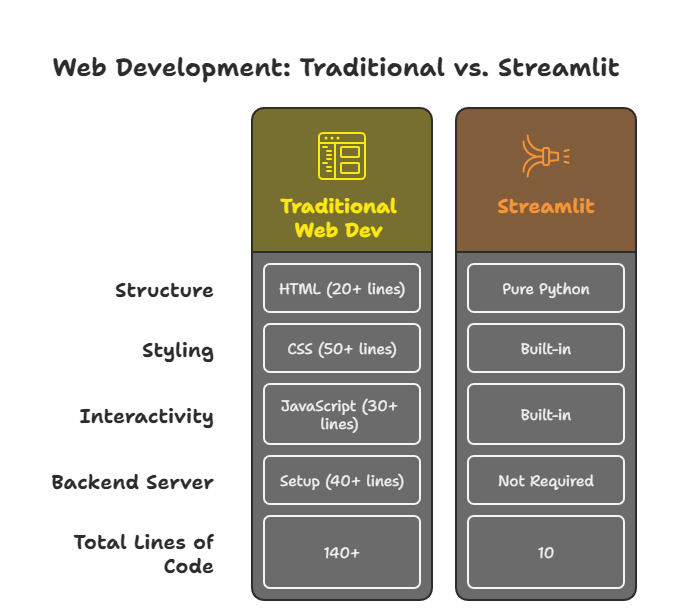 Web Development: Traditional vs. Streamlit
Traditional
Web Dev
Streamlit
Structure
HTML (20+ lines)
Pure Python
Styling
CSS (50+ lines)
Built-in
Interactivity
JavaScript (30+
lines)
Built-in
Backend Server
Setup (40+ lines)
Not Required
Total Lines of
Code
140+
10